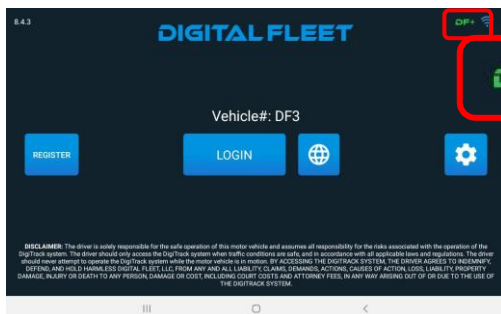 8.4.3
DIGITAL FLEET
DF+
Vehicle#: DF3
REGISTER
LOGIN
DISCLAIMER: The driver is solely responsible for the safe operation of this motor vehicle and assumes all responsibility for the risks associated with the operation of the
DigiTrack system. The driver should only access the DigiTrack system when traffic conditions are safe, and in accordance with all applicable laws and regulations. The driver
should never attempt to operate the DigiTrack system while the motor vehicle is in motion. BY ACCESSING THE DIGITRACK SYSTEM, THE DRIVER AGREES TO INDEMNIFY,
DEFEND, AND HOLD HARMLESS DIGITAL FLEET, LLC, FROM ANY AND ALL LIABILITY, CLAIMS, DEMANDS, ACTIONS, CAUSES OF ACTION, LOSS, LIABILITY, PROPERTY
DAMAGE, INJURY OR DEATH TO ANY PERSON, DAMAGE OR COST, INCLUDING COURT COSTS AND ATTORNEY FEES, IN ANY WAY ARISING OUT OF OR DUE TO THE USE OF
THE DIGITRACK SYSTEM.